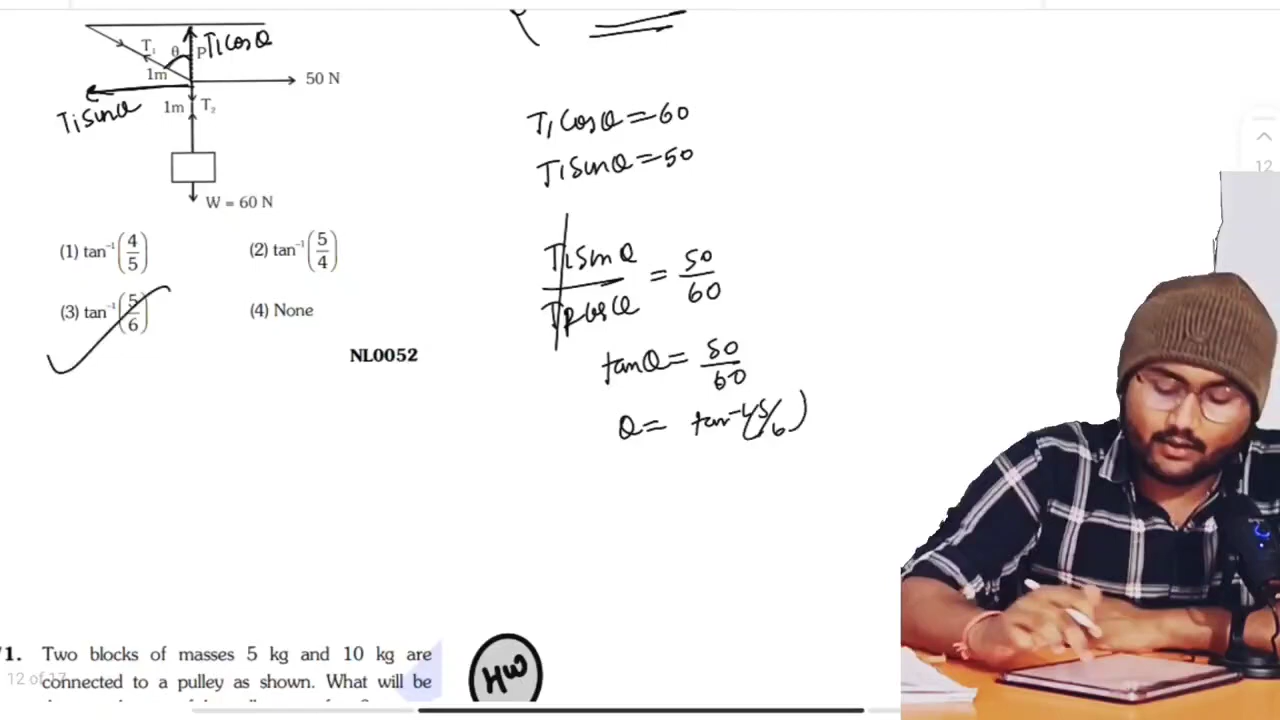 T₁ θ P T₁cosθ
1m
50 N
T₁sinθ
1m T₂
W = 60 N
(1) tan⁻¹(4/5) (2) tan⁻¹(5/4)
(3) tan⁻¹(5/6) (4) None
NL0052
T₁cosθ=60
T₁sinθ=50
T₁sinθ/T₁cosθ = 50/60
tanθ= 50/60
θ= tan⁻¹(5/6)
71. Two blocks of masses 5 kg and 10 kg are
connected to a pulley as shown. What will be
HW
12 of 17
12